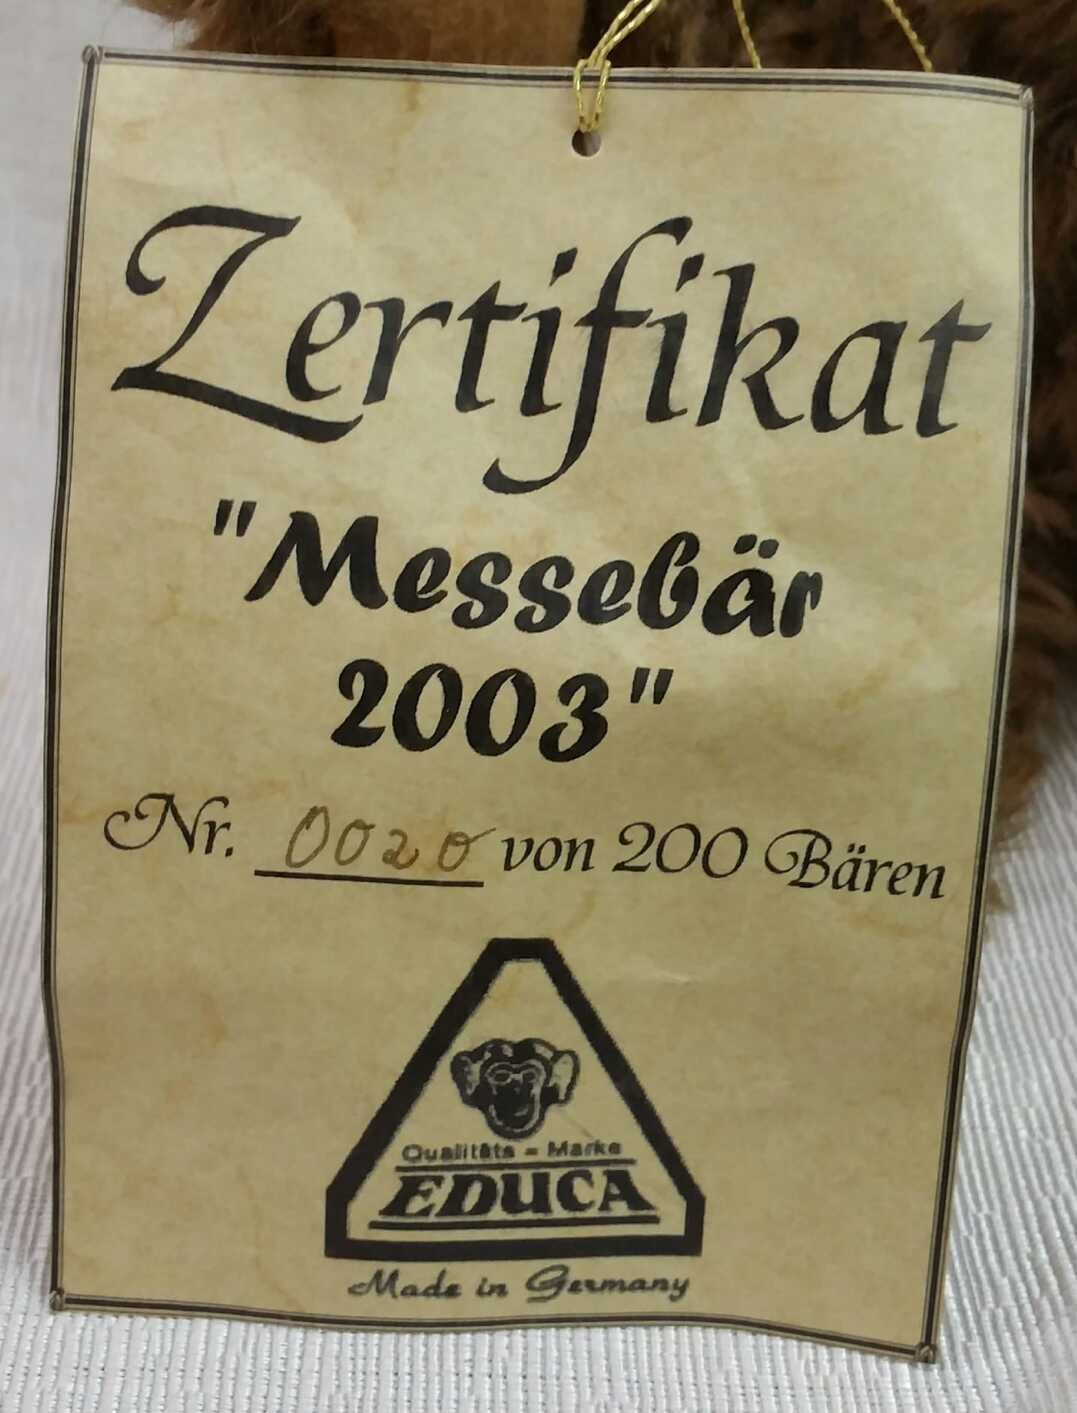 Zertifikat
"Messebär
2003"
Nr. 0020 von 200 Bären
Qualitäts - Marke
EDUCA
Made in Germany